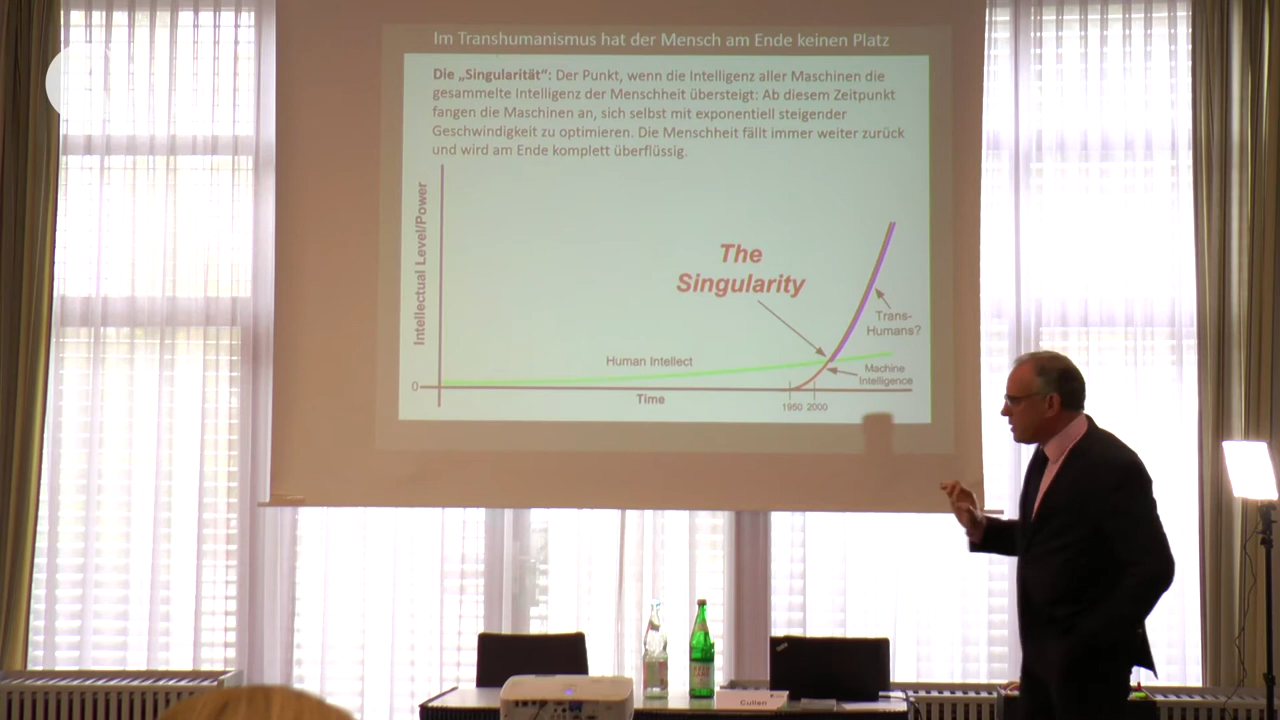 Im Transhumanismus hat der Mensch am Ende keinen Platz
Die „Singularität“: Der Punkt, wenn die Intelligenz aller Maschinen die
gesammelte Intelligenz der Menschheit übersteigt: Ab diesem Zeitpunkt
fangen die Maschinen an, sich selbst mit exponentiell steigender
Geschwindigkeit zu optimieren. Die Menschheit fällt immer weiter zurück
und wird am Ende komplett überflüssig.
Intellectual Level/Power
The
Singularity
Trans-
Humans?
Human Intellect
Machine
Intelligence
0
Time
1950 2000
Cullen